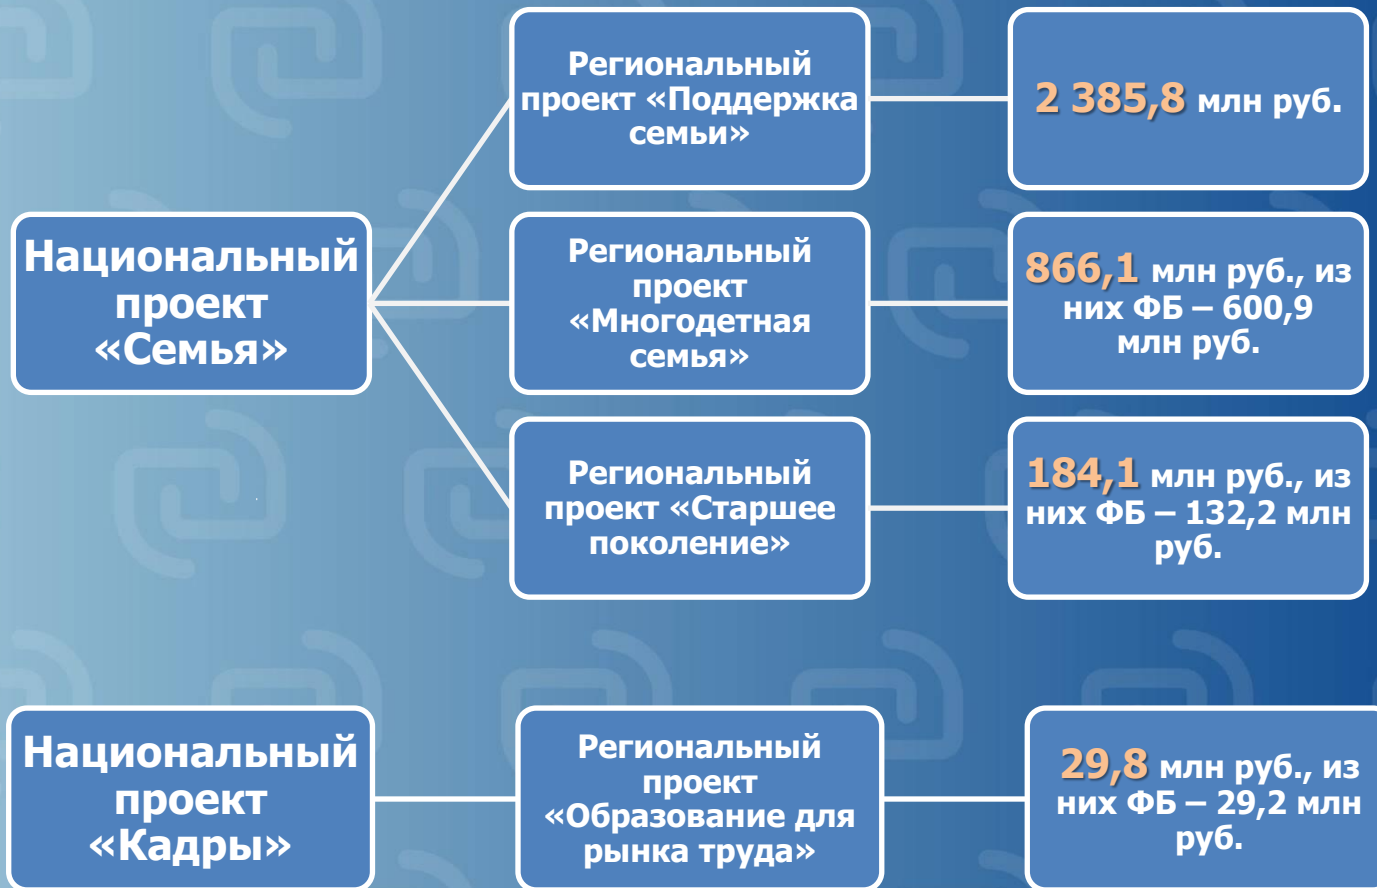 Региональный
проект «Поддержка
семьи»
2 385,8 млн руб.
Национальный
проект
«Семья»
Региональный
проект
«Многодетная
семья»
866,1 млн руб., из
них ФБ – 600,9
млн руб.
Региональный
проект «Старшее
поколение»
184,1 млн руб., из
них ФБ – 132,2 млн
руб.
Национальный
проект
«Кадры»
Региональный
проект
«Образование для
рынка труда»
29,8 млн руб., из
них ФБ – 29,2 млн
руб.